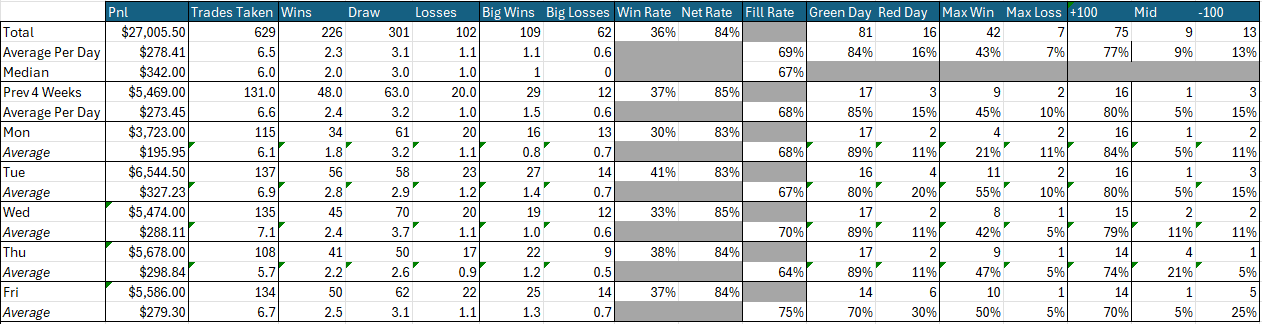 Pnl Trades Taken Wins Draw Losses Big Wins Big Losses Win Rate Net Rate Fill Rate Green Day Red Day Max Win Max Loss +100 Mid -100
Total $27,005.50 629 226 301 102 109 62 36% 84% 81 16 42 7 75 9 13
Average Per Day $278.41 6.5 2.3 3.1 1.1 1.1 0.6 69% 84% 16% 43% 7% 77% 9% 13%
Median $342.00 6.0 2.0 3.0 1.0 1 0 67%
Prev 4 Weeks $5,469.00 131.0 48.0 63.0 20.0 29 12 37% 85% 17 3 9 2 16 1 3
Average Per Day $273.45 6.6 2.4 3.2 1.0 1.5 0.6 68% 85% 15% 45% 10% 80% 5% 15%
Mon $3,723.00 115 34 61 20 16 13 30% 83% 17 2 4 2 16 1 2
Average $195.95 6.1 1.8 3.2 1.1 0.8 0.7 68% 89% 11% 21% 11% 84% 5% 11%
Tue $6,544.50 137 56 58 23 27 14 41% 83% 16 4 11 2 16 1 3
Average $327.23 6.9 2.8 2.9 1.2 1.4 0.7 67% 80% 20% 55% 10% 80% 5% 15%
Wed $5,474.00 135 45 70 20 19 12 33% 85% 17 2 8 1 15 2 2
Average $288.11 7.1 2.4 3.7 1.1 1.0 0.6 70% 89% 11% 42% 5% 79% 11% 11%
Thu $5,678.00 108 41 50 17 22 9 38% 84% 17 2 9 1 14 4 1
Average $298.84 5.7 2.2 2.6 0.9 1.2 0.5 64% 89% 11% 47% 5% 74% 21% 5%
Fri $5,586.00 134 50 62 22 25 14 37% 84% 14 6 10 1 14 1 5
Average $279.30 6.7 2.5 3.1 1.1 1.3 0.7 75% 70% 30% 50% 5% 70% 5% 25%